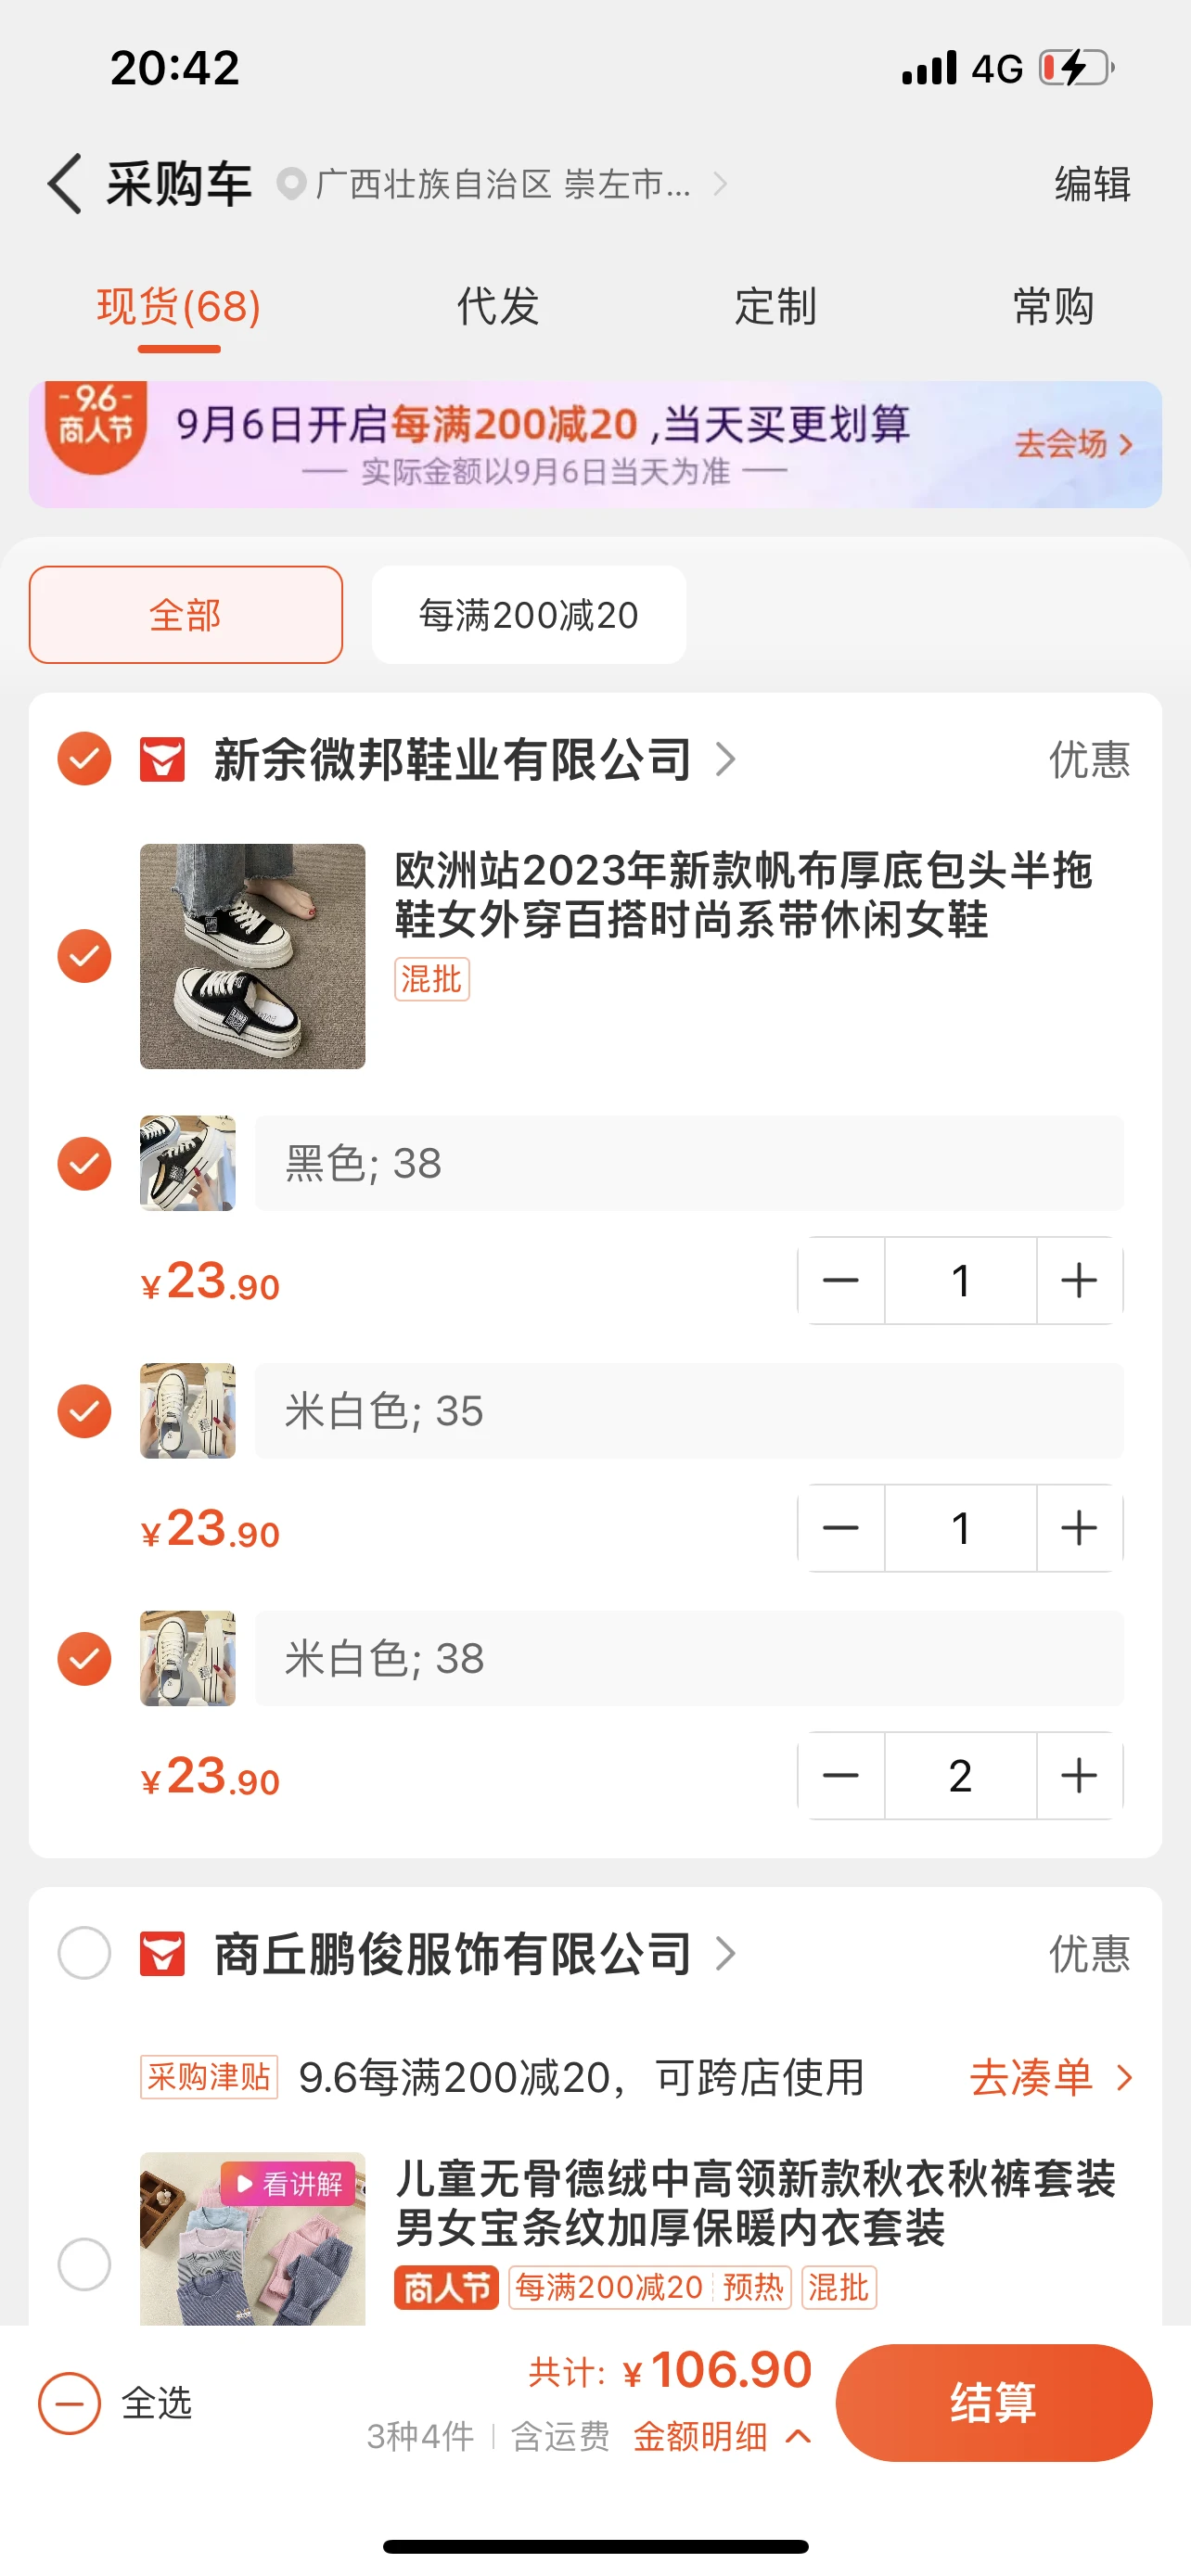 20:42
4G
采购车 广西壮族自治区 崇左市... 编辑
现货(68) 代发 定制 常购
-9.6-
商人节
9月6日开启每满200减20 ,当天买更划算
—— 实际金额以9月6日当天为准 ——
去会场
全部 每满200减20
新余微邦鞋业有限公司 优惠
欧洲站2023年新款帆布厚底包头半拖
鞋女外穿百搭时尚系带休闲女鞋
混批
黑色; 38
¥23.90 — 1 +
米白色; 35
¥23.90 — 1 +
米白色; 38
¥23.90 — 2 +
商丘鹏俊服饰有限公司 优惠
采购津贴 9.6每满200减20, 可跨店使用 去凑单
看讲解
儿童无骨德绒中高领新款秋衣秋裤套装
男女宝条纹加厚保暖内衣套装
商人节 每满200减20 预热 混批
全选
共计: ¥106.90
3种4件 含运费 金额明细
结算